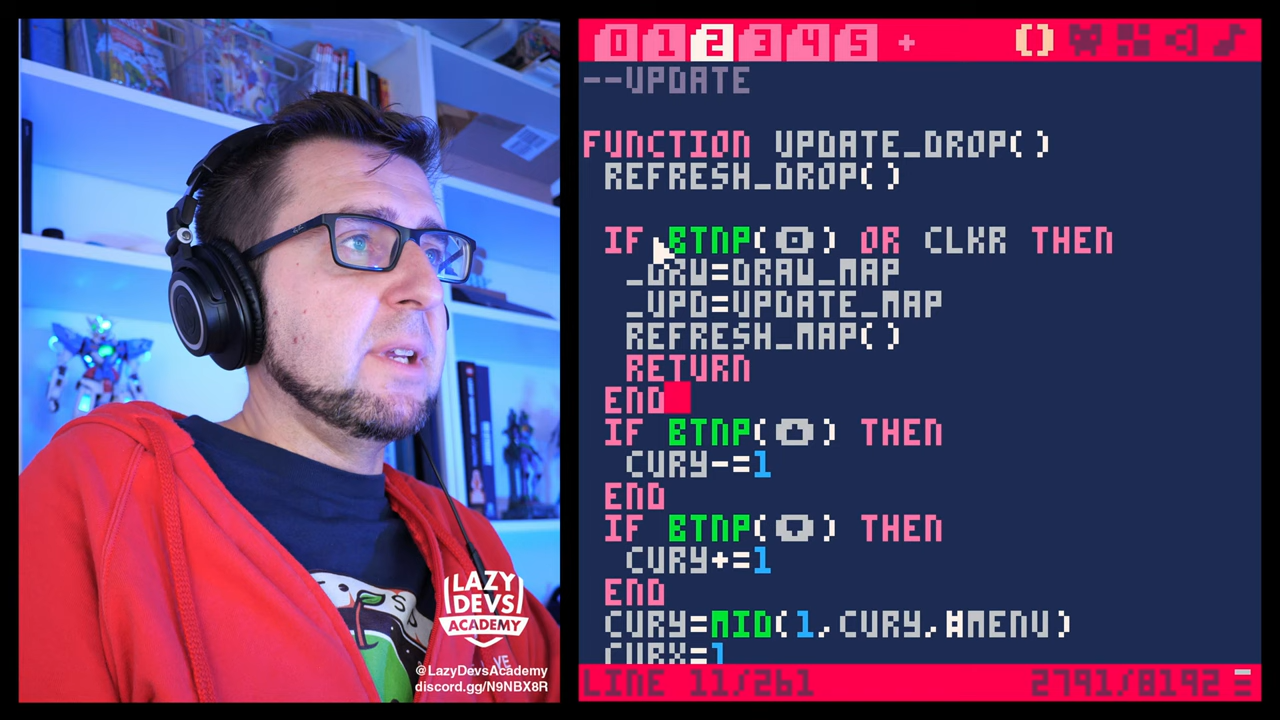 0 1 2 3 4 5 +
--UPDATE
FUNCTION UPDATE_DROP()
REFRESH_DROP()
IF BTNP(🅾️) OR CLKR THEN
_DRW=DRAW_MAP
_UPD=UPDATE_MAP
REFRESH_MAP()
RETURN
END
IF BTNP(⬆️) THEN
CURY-=1
END
IF BTNP(⬇️) THEN
CURY+=1
END
CURY=MID(1,CURY,#MENU)
CURX=1
LINE 11/261
2791/8192
LAZY
DEVS
ACADEMY
@LazyDevsAcademy
discord.gg/N9NBX8R